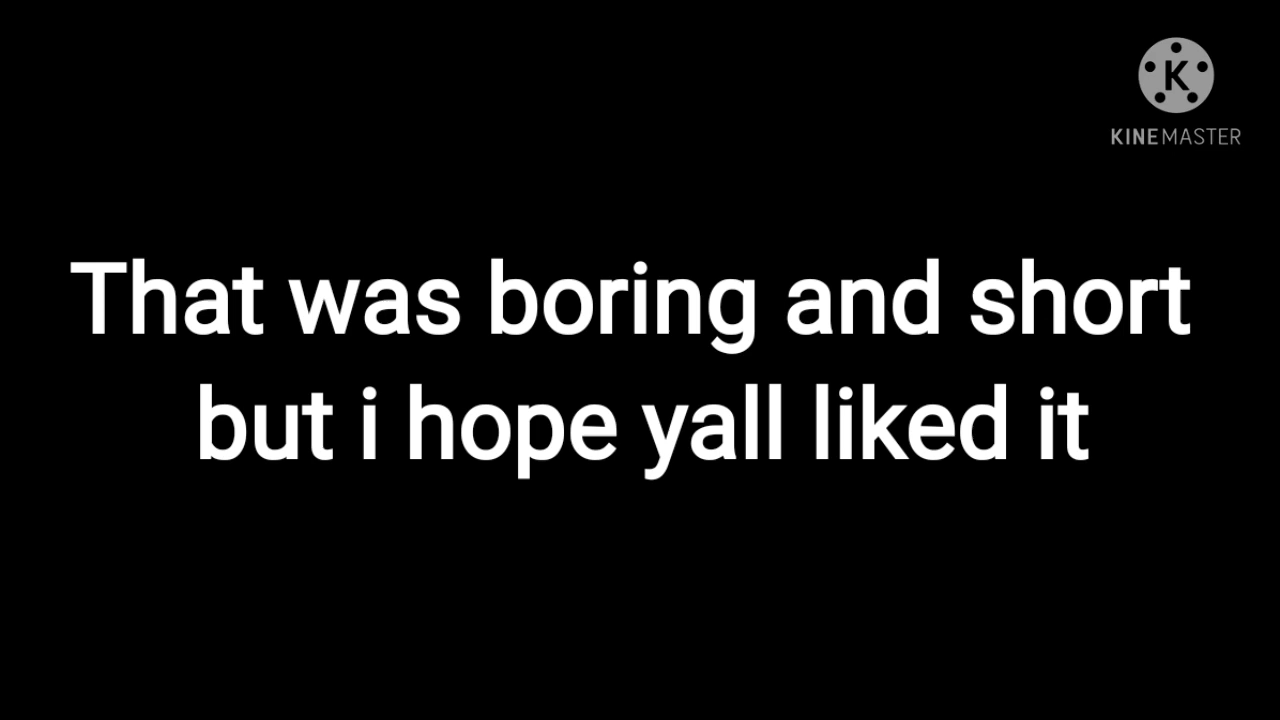 K
KINEMASTER
That was boring and short
but i hope yall liked it